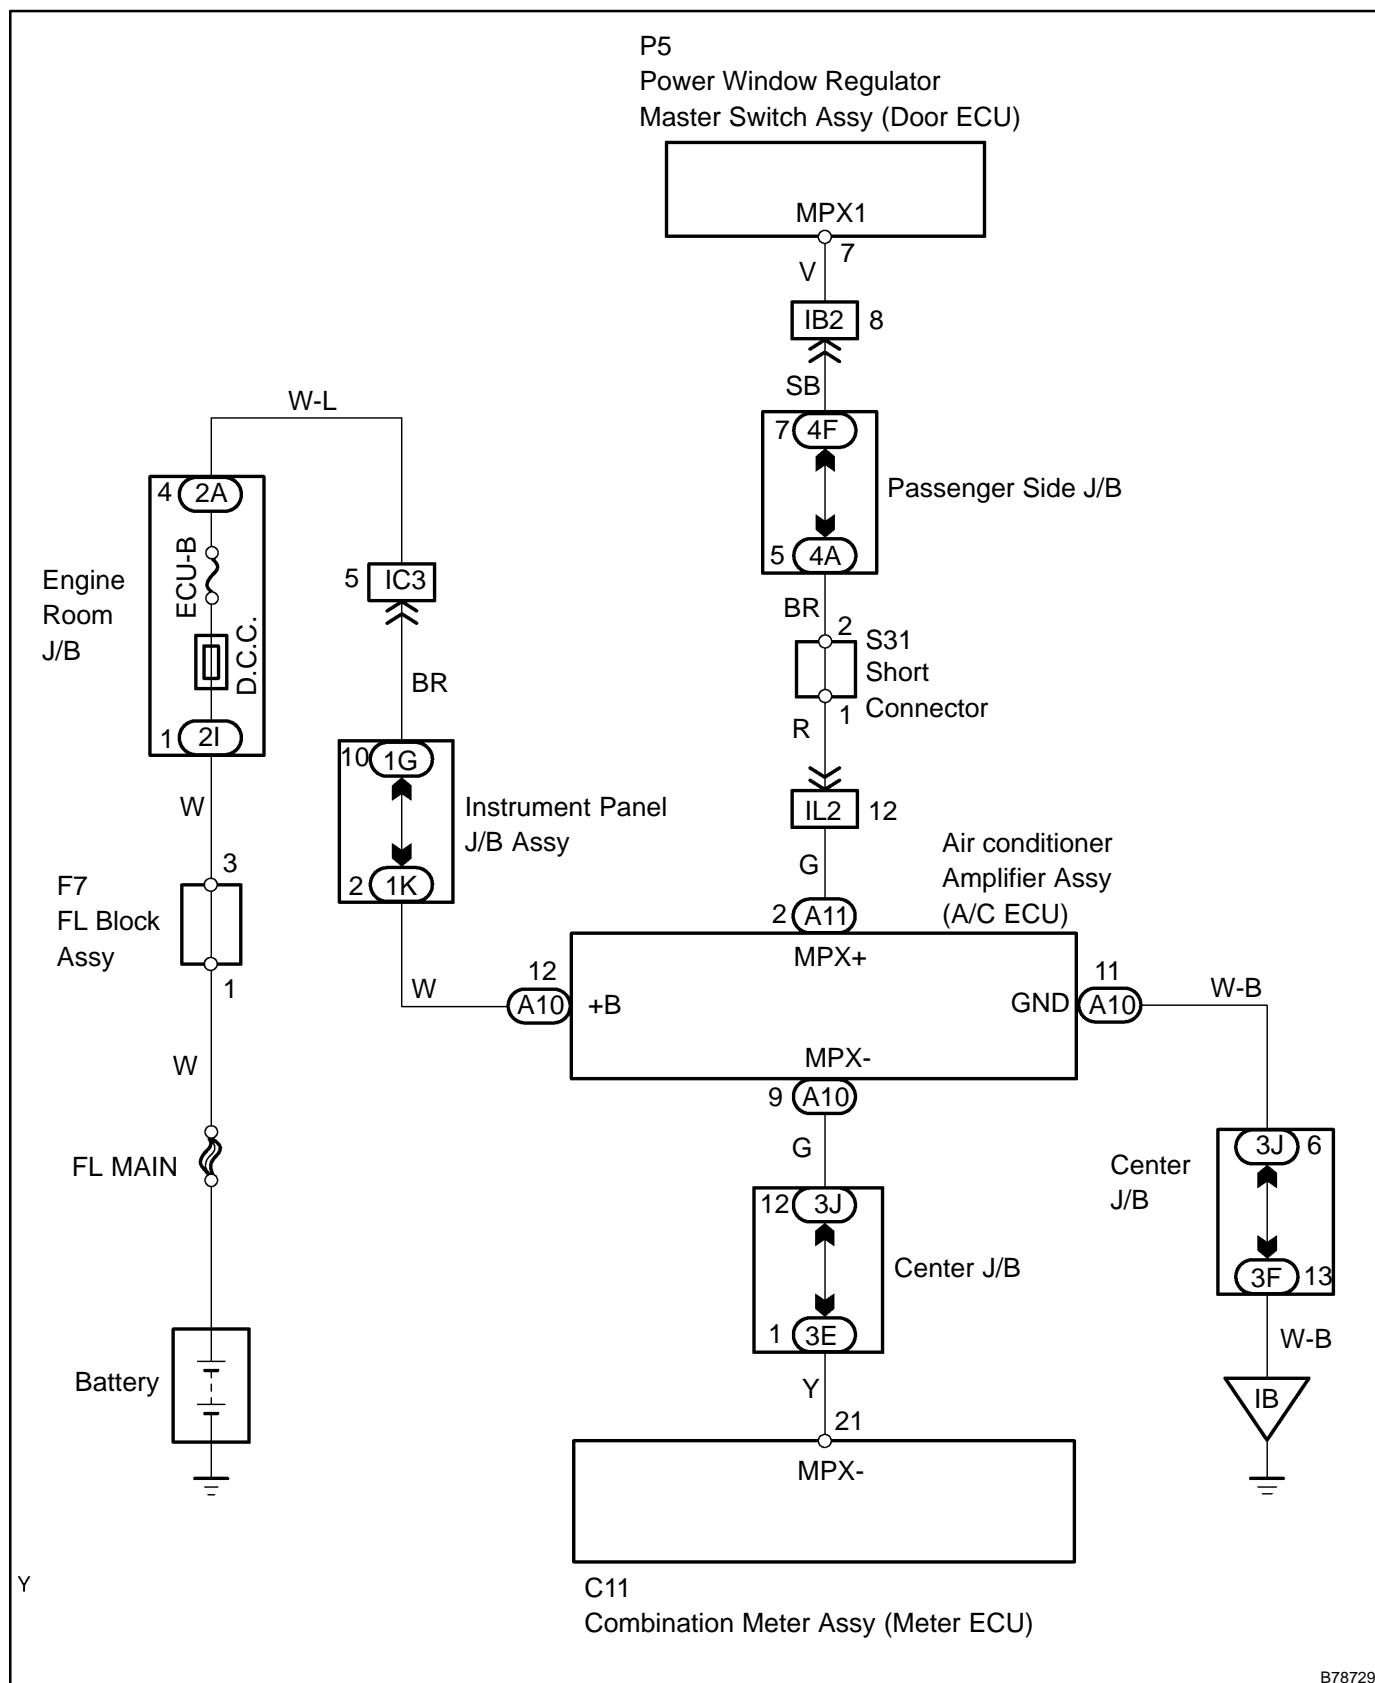 P5
Power Window Regulator
Master Switch Assy (Door ECU)
MPX1
7
V
IB2 8
SB
7 4F
Passenger Side J/B
5 4A
BR
2
S31
Short
Connector
1
R
IL2 12
G
Air conditioner
Amplifier Assy
(A/C ECU)
2 A11
MPX+
12
A10 +B
11
GND A10
W-B
MPX-
9 A10
G
W-L
4 2A
ECU-B
D.C.C.
Engine
Room
J/B
1 2I
W
3
F7
FL Block
Assy
1
W
FL MAIN
Battery
5 IC3
BR
10 1G
Instrument Panel
J/B Assy
2 1K
W
12 3J
Center J/B
1 3E
Y
21
MPX-
C11
Combination Meter Assy (Meter ECU)
3J 6
Center
J/B
3F 13
W-B
IB
Y
B78729